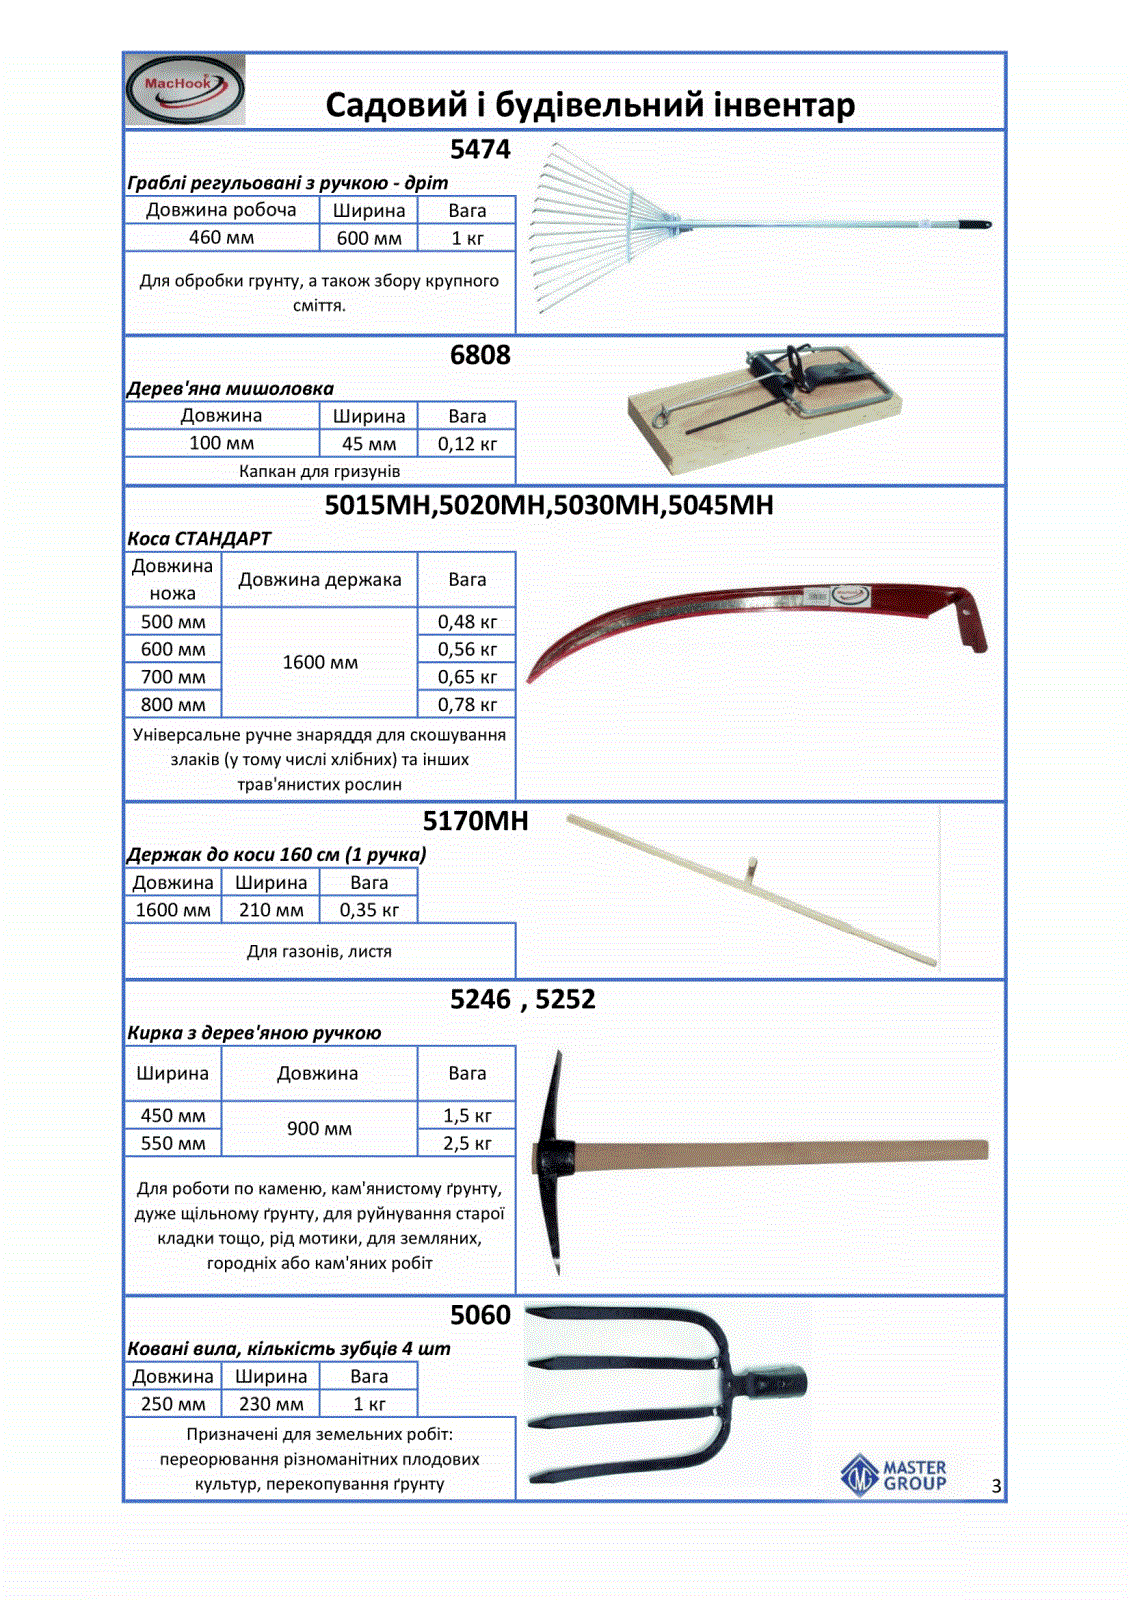 MacHook
Садовий і будівельний інвентар
5474
Граблі регульовані з ручкою - дріт
Довжина робоча Ширина Вага
460 мм 600 мм 1 кг
Для обробки грунту, а також збору крупного
сміття.
6808
Дерев'яна мишоловка
Довжина Ширина Вага
100 мм 45 мм 0,12 кг
Капкан для гризунів
5015МН,5020МН,5030МН,5045МН
Коса СТАНДАРТ
Довжина
ножа
Довжина держака Вага
500 мм 0,48 кг
600 мм 0,56 кг
1600 мм
700 мм 0,65 кг
800 мм 0,78 кг
Універсальне ручне знаряддя для скошування
злаків (у тому числі хлібних) та інших
трав'янистих рослин
MacHook
5170МН
Держак до коси 160 см (1 ручка)
Довжина Ширина Вага
1600 мм 210 мм 0,35 кг
Для газонів, листя
5246 , 5252
Кирка з дерев'яною ручкою
Ширина Довжина Вага
450 мм 1,5 кг
900 мм
550 мм 2,5 кг
Для роботи по каменю, кам'янистому ґрунту,
дуже щільному ґрунту, для руйнування старої
кладки тощо, рід мотики, для земляних,
городніх або кам'яних робіт
5060
Ковані вила, кількість зубців 4 шт
Довжина Ширина Вага
250 мм 230 мм 1 кг
Призначені для земельних робіт:
переорювання різноманітних плодових
культур, перекопування ґрунту
MASTER
GROUP
3